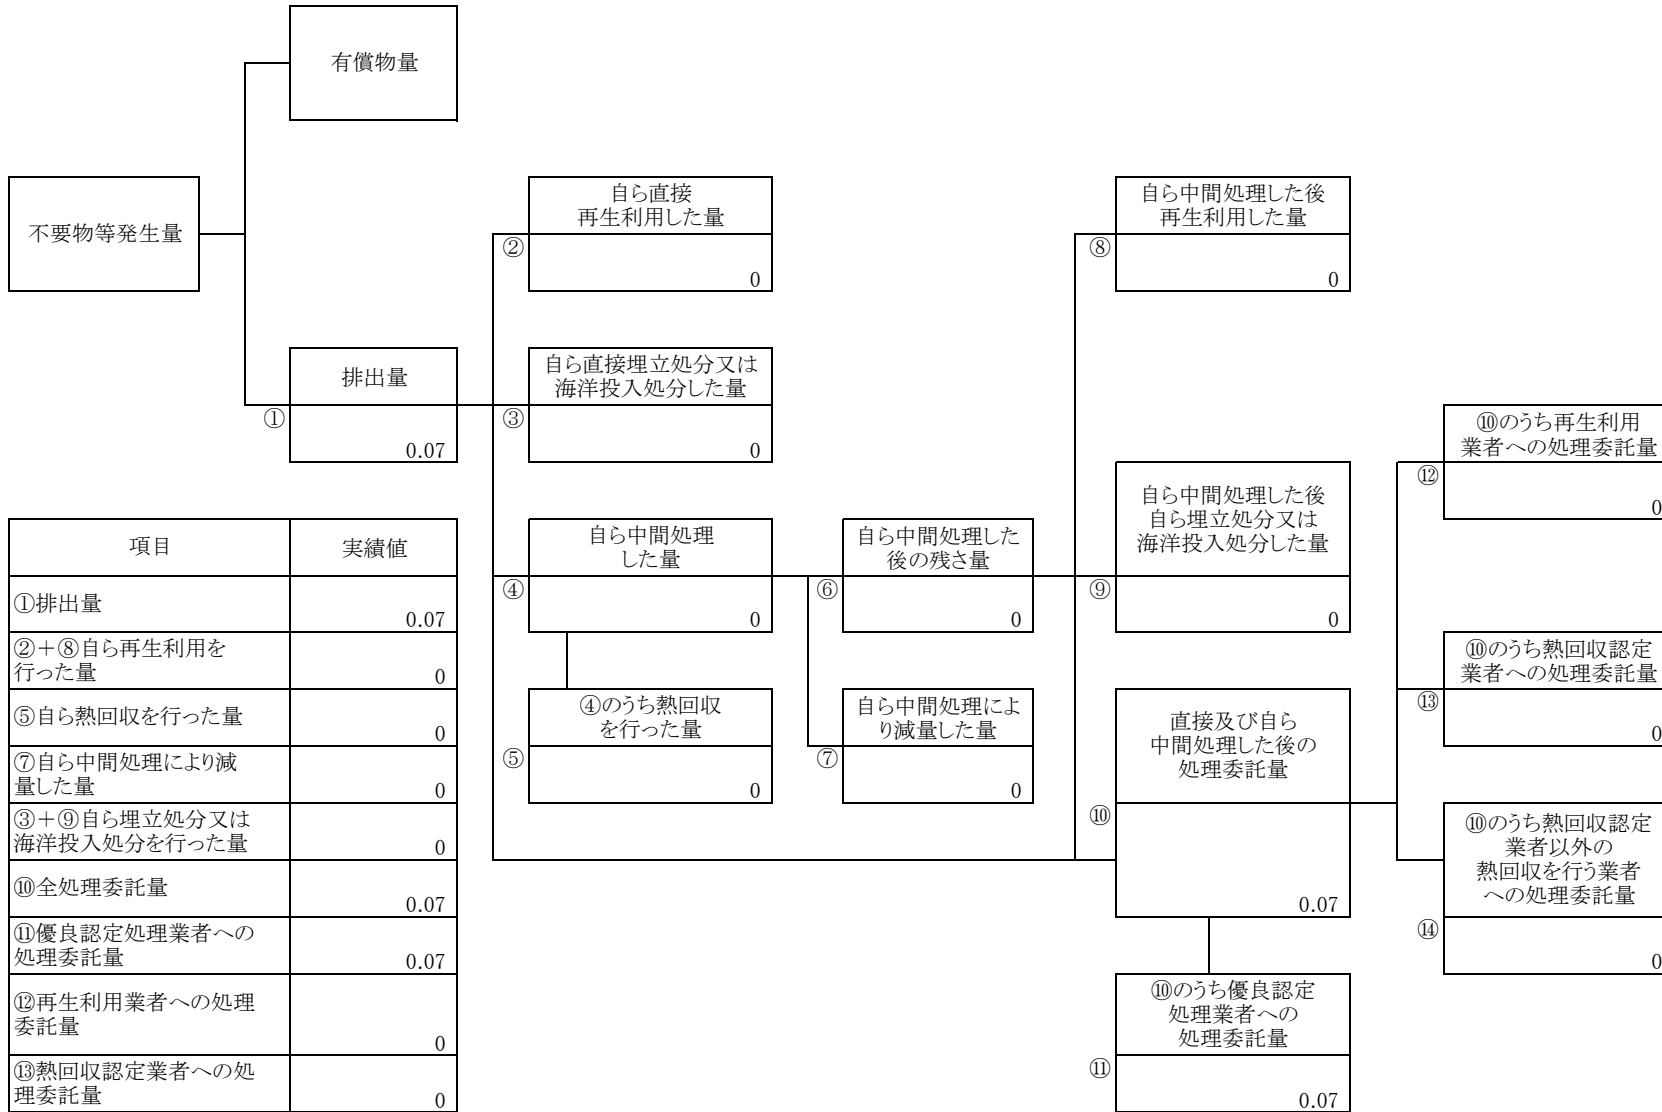 有償物量
不要物等発生量
自ら直接
再生利用した量
②
0
自ら中間処理した後
再生利用した量
⑧
0
排出量
①
0.07
自ら直接埋立処分又は
海洋投入処分した量
③
0
⑩のうち再生利用
業者への処理委託量
⑫
0
自ら中間処理
した量
④
0
自ら中間処理した
後の残さ量
⑥
0
自ら中間処理した後
自ら埋立処分又は
海洋投入処分した量
⑨
0
⑩のうち熱回収認定
業者への処理委託量
⑬
0
④のうち熱回収
を行った量
⑤
0
自ら中間処理によ
り減量した量
⑦
0
直接及び自ら
中間処理した後の
処理委託量
⑩
0.07
⑩のうち熱回収認定
業者以外の
熱回収を行う業者
への処理委託量
⑭
0
⑩のうち優良認定
処理業者への
処理委託量
⑪
0.07
項目 実績値
①排出量 0.07
②＋⑧自ら再生利用を
行った量 0
⑤自ら熱回収を行った量 0
⑦自ら中間処理により減
量した量 0
③＋⑨自ら埋立処分又は
海洋投入処分を行った量 0
⑩全処理委託量 0.07
⑪優良認定処理業者への
処理委託量 0.07
⑫再生利用業者への処理
委託量 0
⑬熱回収認定業者への処
理委託量 0